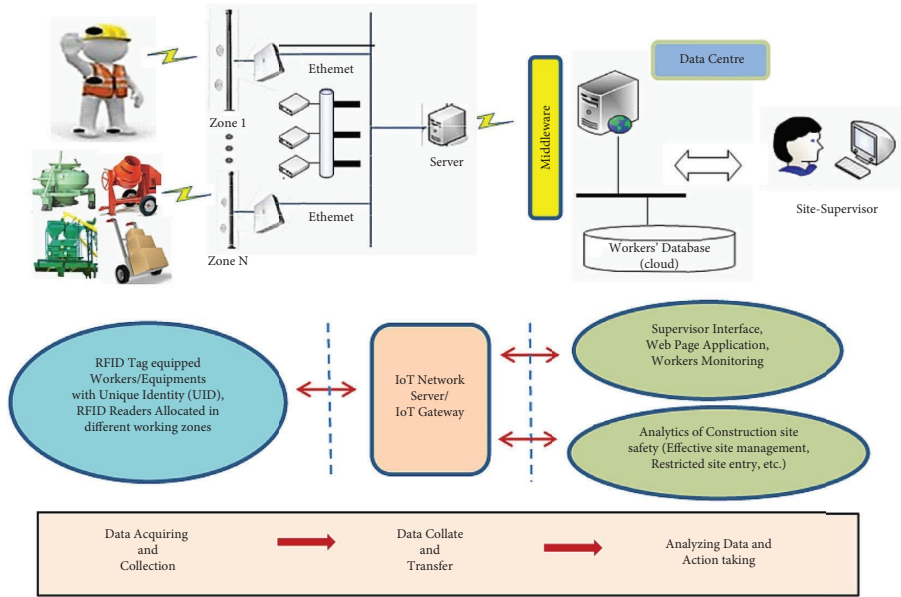 Ethemet
Zone 1
Ethemet
Zone N
Server
Middleware
Data Centre
Workers' Database
(cloud)
Site-Supervisor
RFID Tag equipped
Workers/Equipments
with Unique Identity (UID),
RFID Readers Allocated in
different working zones
IoT Network
Server/
IoT Gateway
Supervisor Interface,
Web Page Application,
Workers Monitoring
Analytics of Construction site
safety (Effective site management,
Restricted site entry, etc.)
Data Acquiring
and
Collection
Data Collate
and
Transfer
Analyzing Data and
Action taking